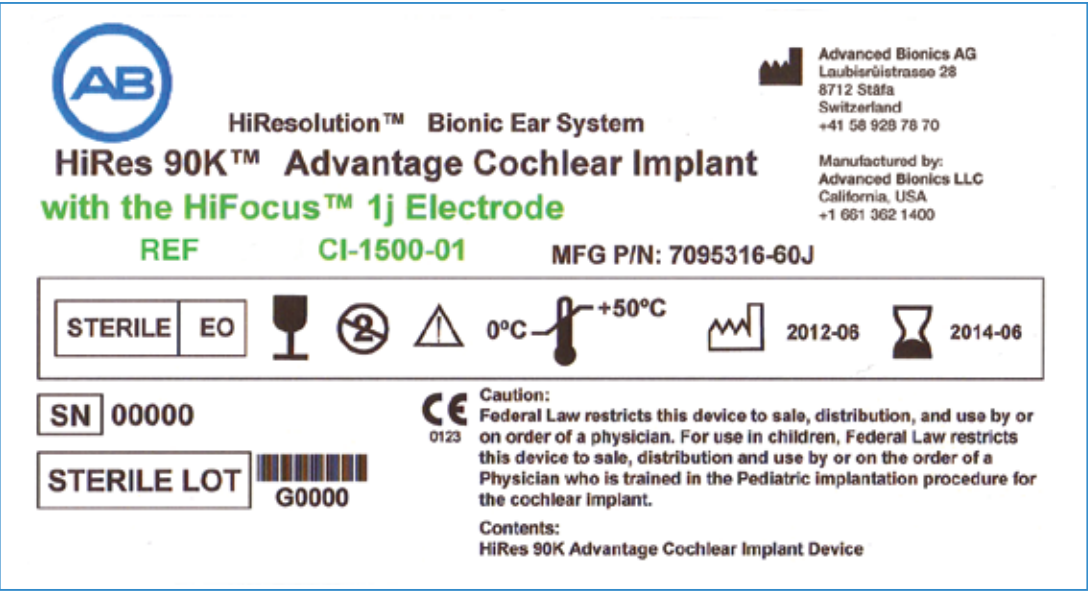 AB
HiResolution™ Bionic Ear System
HiRes 90K™ Advantage Cochlear Implant
with the HiFocus™ 1j Electrode
REF CI-1500-01 MFG P/N: 7095316-60J
Advanced Bionics AG
Laubisrüistrasse 28
8712 Stäfa
Switzerland
+41 58 928 78 70
Manufactured by:
Advanced Bionics LLC
California, USA
+1 661 362 1400
STERILE EO 2 0ºC +50ºC 2012-06 2014-06
SN 00000
STERILE LOT G0000
CE 0123
Caution:
Federal Law restricts this device to sale, distribution, and use by or
on order of a physician. For use in children, Federal Law restricts
this device to sale, distribution and use by or on the order of a
Physician who is trained in the Pediatric implantation procedure for
the cochlear implant.
Contents:
HiRes 90K Advantage Cochlear Implant Device